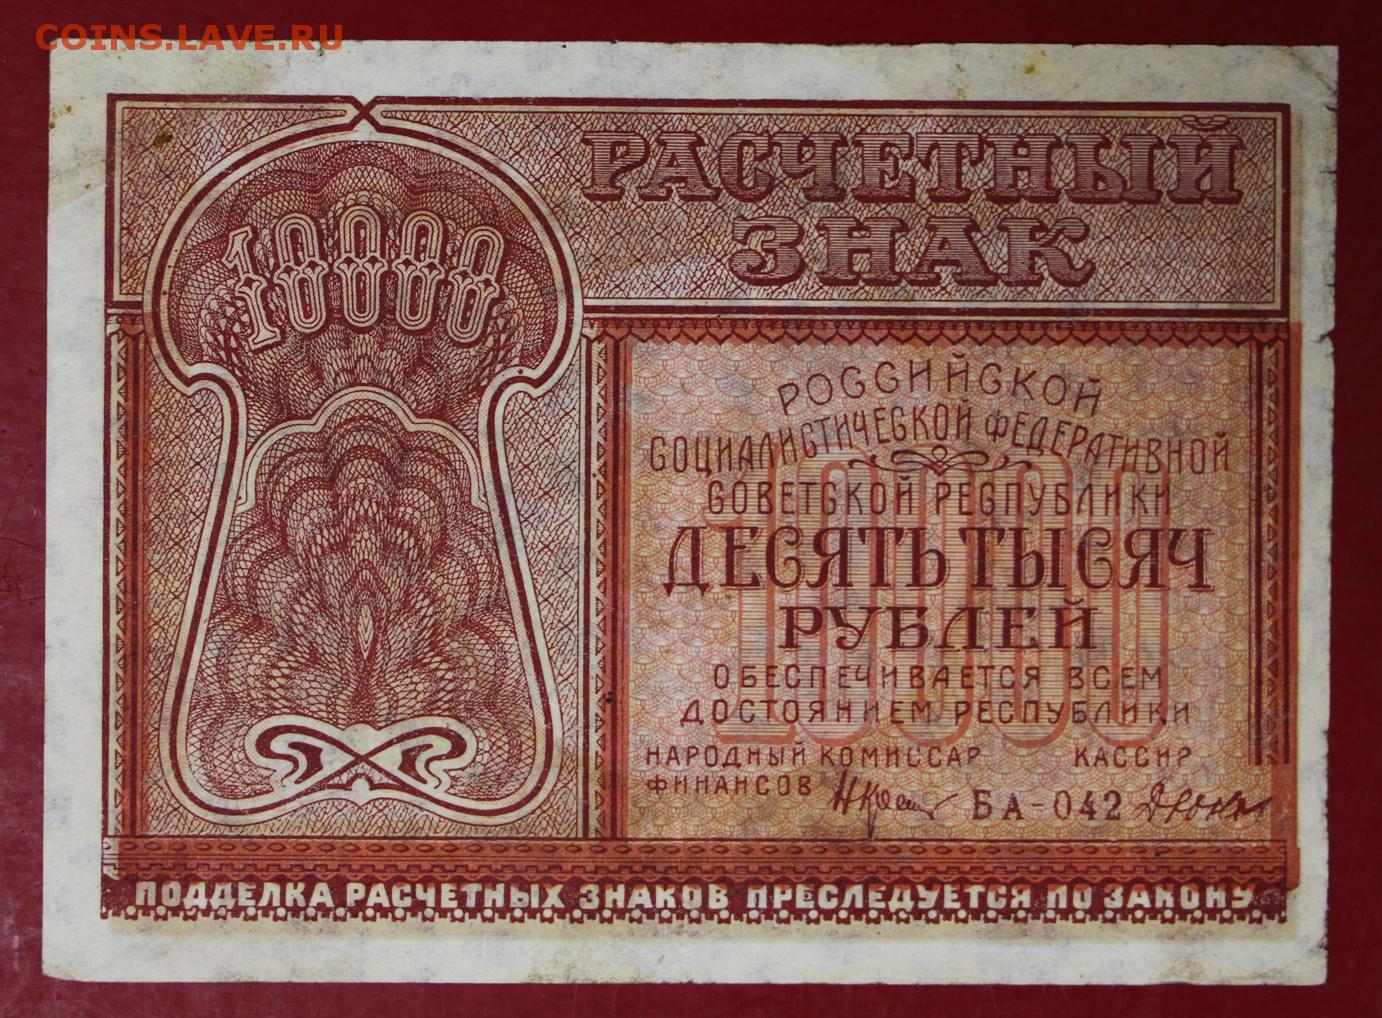 COINS.LAVE.RU
РАСЧЕТНЫЙ
ЗНАК
10000
РОССИЙСКОЙ
СОЦИАЛИСТИЧЕСКОЙ ФЕДЕРАТИВНОЙ
СОВЕТСКОЙ РЕСПУБЛИКИ
10000
ДЕСЯТЬ ТЫСЯЧ
РУБЛЕЙ
ОБЕСПЕЧИВАЕТСЯ ВСЕМ
ДОСТОЯНИЕМ РЕСПУБЛИКИ
НАРОДНЫЙ КОМИССАР КАССИР
ФИНАНСОВ БА-042
ПОДДЕЛКА РАСЧЕТНЫХ ЗНАКОВ ПРЕСЛЕДУЕТСЯ ПО ЗАКОНУ